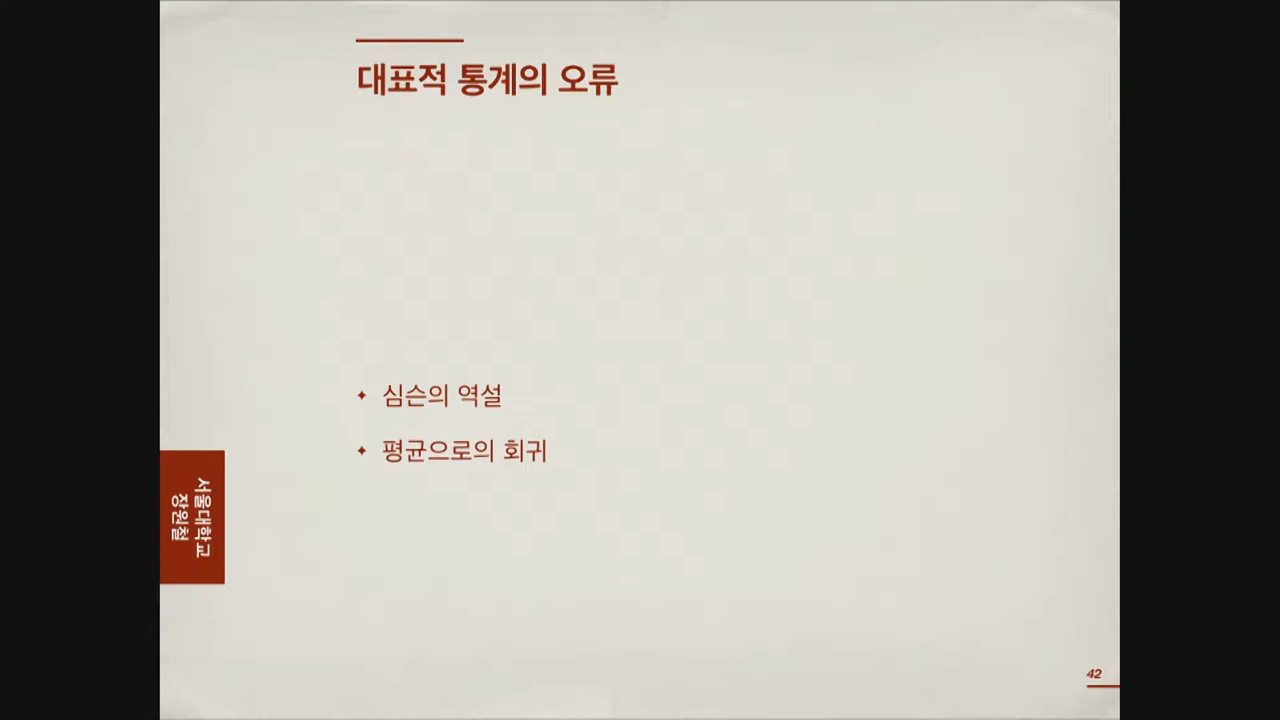 대표적 통계의 오류
심슨의 역설
평균으로의 회귀
서울대학교
장원철
42